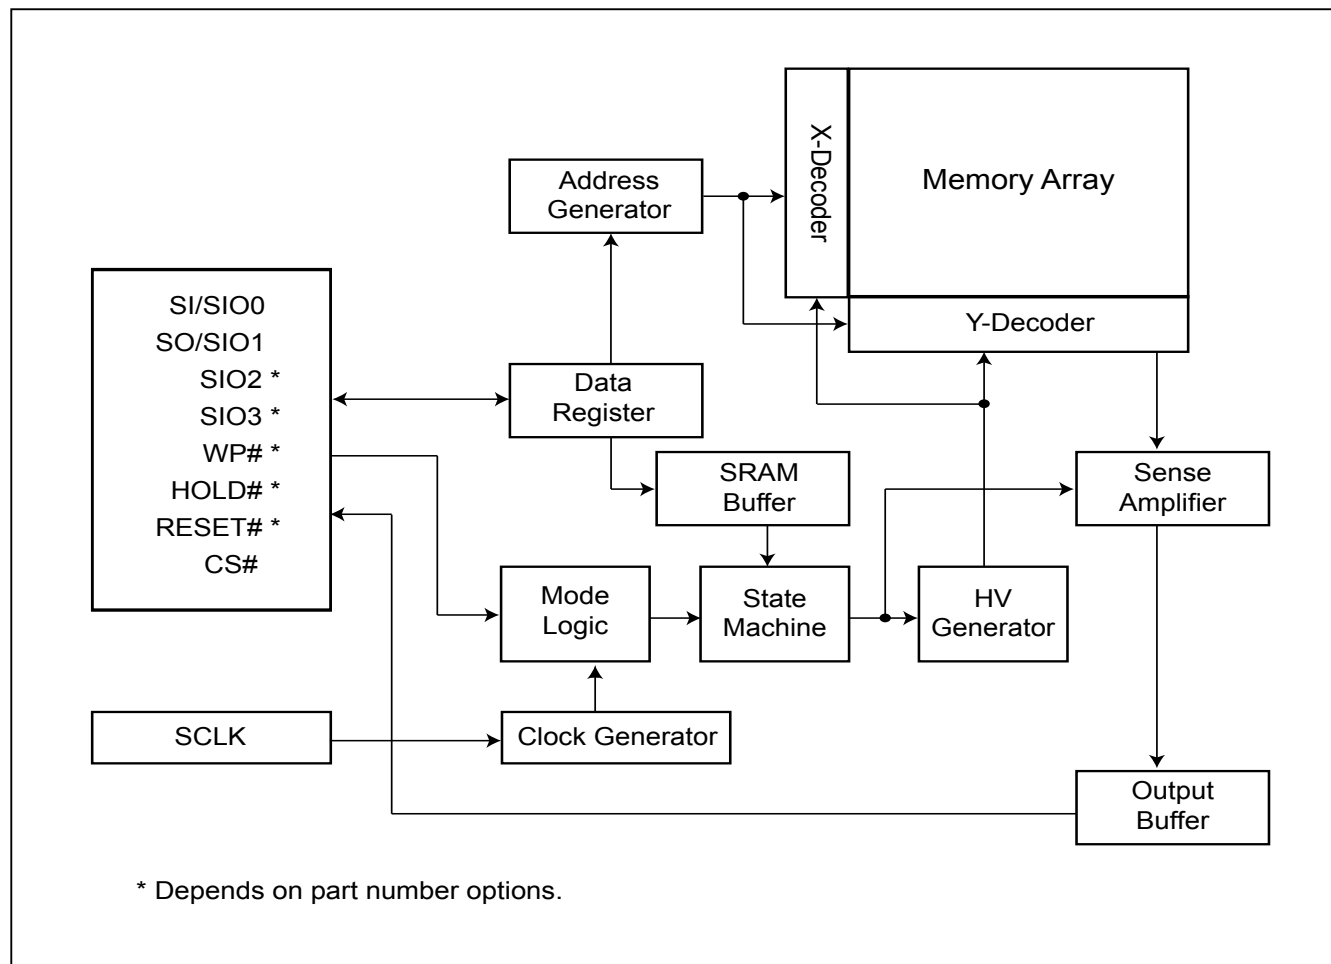 X-Decoder
Memory Array
Address
Generator
SI/SIO0
SO/SIO1
SIO2 *
SIO3 *
WP# *
HOLD# *
RESET# *
CS#
Y-Decoder
Data
Register
SRAM
Buffer
Sense
Amplifier
Mode
Logic
State
Machine
HV
Generator
SCLK
Clock Generator
Output
Buffer
* Depends on part number options.